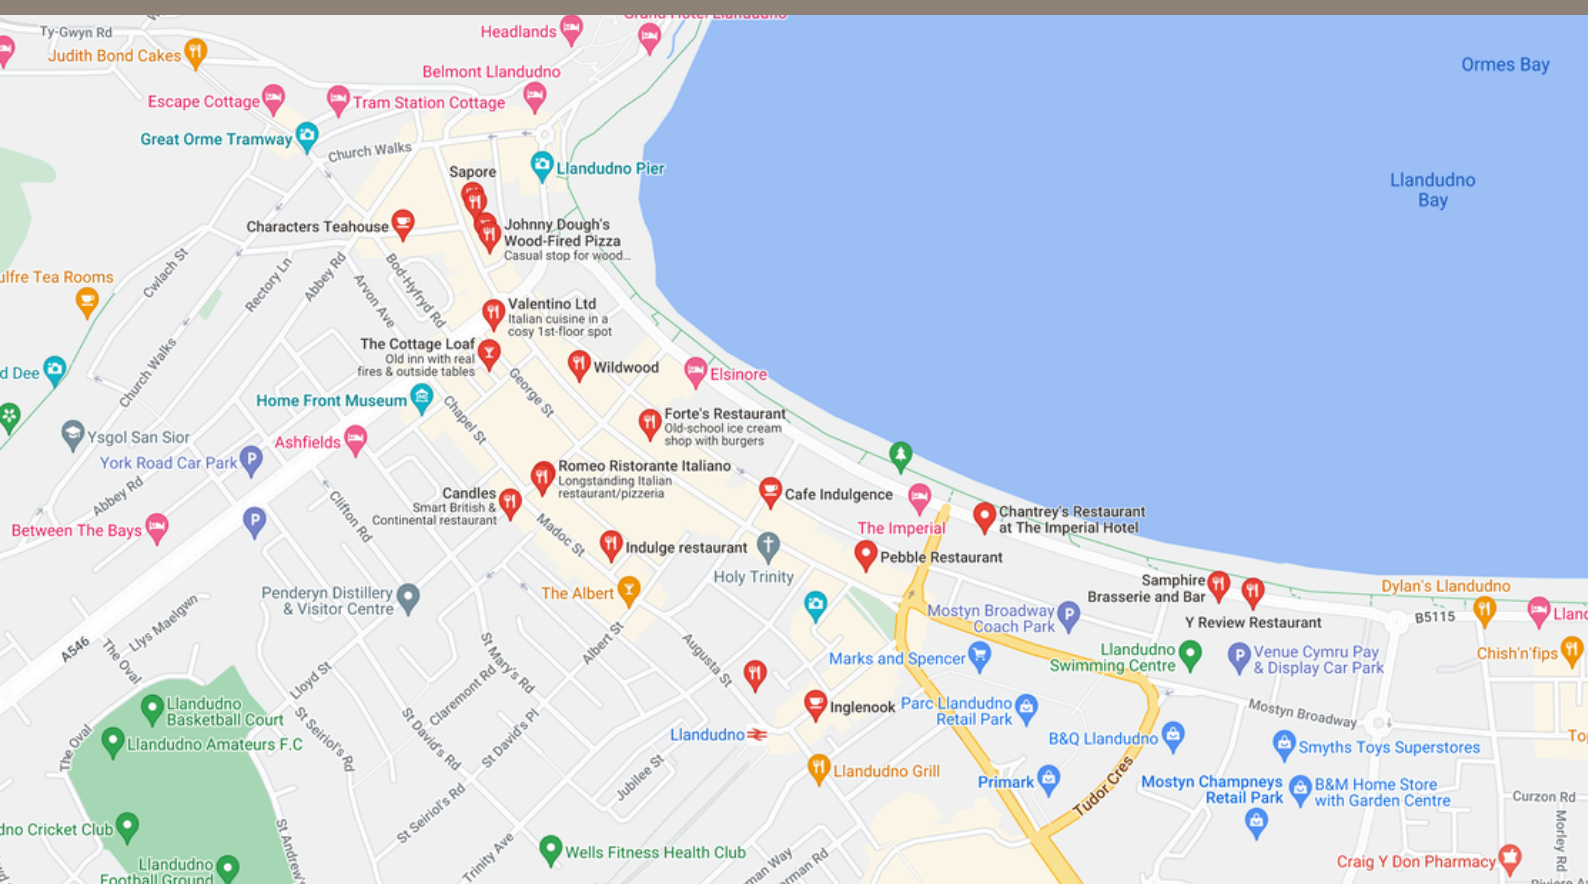 Grand Hotel Llandudno
Ty-Gwyn Rd
Headlands
Judith Bond Cakes
Ormes Bay
Belmont Llandudno
Escape Cottage
Tram Station Cottage
Great Orme Tramway
Church Walks
Llandudno Pier
Sapore
Llandudno
Bay
Characters Teahouse
Johnny Dough's
Wood-Fired Pizza
Casual stop for wood...
Cwlach St
Rectory Ln
Abbey Rd
Bod-Hyfryd Rd
Arvon Ave
ulfre Tea Rooms
Valentino Ltd
Italian cuisine in a
cosy 1st-floor spot
The Cottage Loaf
Old inn with real
fires & outside tables
Wildwood
Elsinore
d Dee
Church Walks
George St
Home Front Museum
Chapel St
Forte's Restaurant
Old-school ice cream
shop with burgers
Ysgol San Sior
Ashfields
York Road Car Park
Romeo Ristorante Italiano
Longstanding Italian
restaurant/pizzeria
Abbey Rd
Candles
Smart British &
Continental restaurant
Cafe Indulgence
Clifton Rd
Between The Bays
The Imperial
Chantrey's Restaurant
at The Imperial Hotel
Madoc St
Indulge restaurant
Pebble Restaurant
Holy Trinity
Samphire
Brasserie and Bar
Dylan's Llandudno
Penderyn Distillery
& Visitor Centre
The Albert
Mostyn Broadway
Coach Park
Y Review Restaurant
B5115
Lland
Llys Maelgwn
A546
The Oval
Albert St
Augusta St
St Mary's Rd
Marks and Spencer
Llandudno
Swimming Centre
Venue Cymru Pay
& Display Car Park
Chish'n'fips
Lloyd St
Claremont Rd
Llandudno
Basketball Court
St Seiriol's Rd
St David's Rd
St David's Pl
Inglenook
Parc Llandudno
Retail Park
Mostyn Broadway
The Oval
Llandudno Amateurs F.C
Llandudno
B&Q Llandudno
Smyths Toys Superstores
To
Jubilee St
Llandudno Grill
Primark
Tudor Cres
Mostyn Champneys
Retail Park
B&M Home Store
with Garden Centre
Curzon Rd
St Seiriol's Rd
dno Cricket Club
St Andrew's
Trinity Ave
Wells Fitness Health Club
man Way
orman Rd
Morley Rd
Llandudno
Football Ground
Craig Y Don Pharmacy
Riviere Av